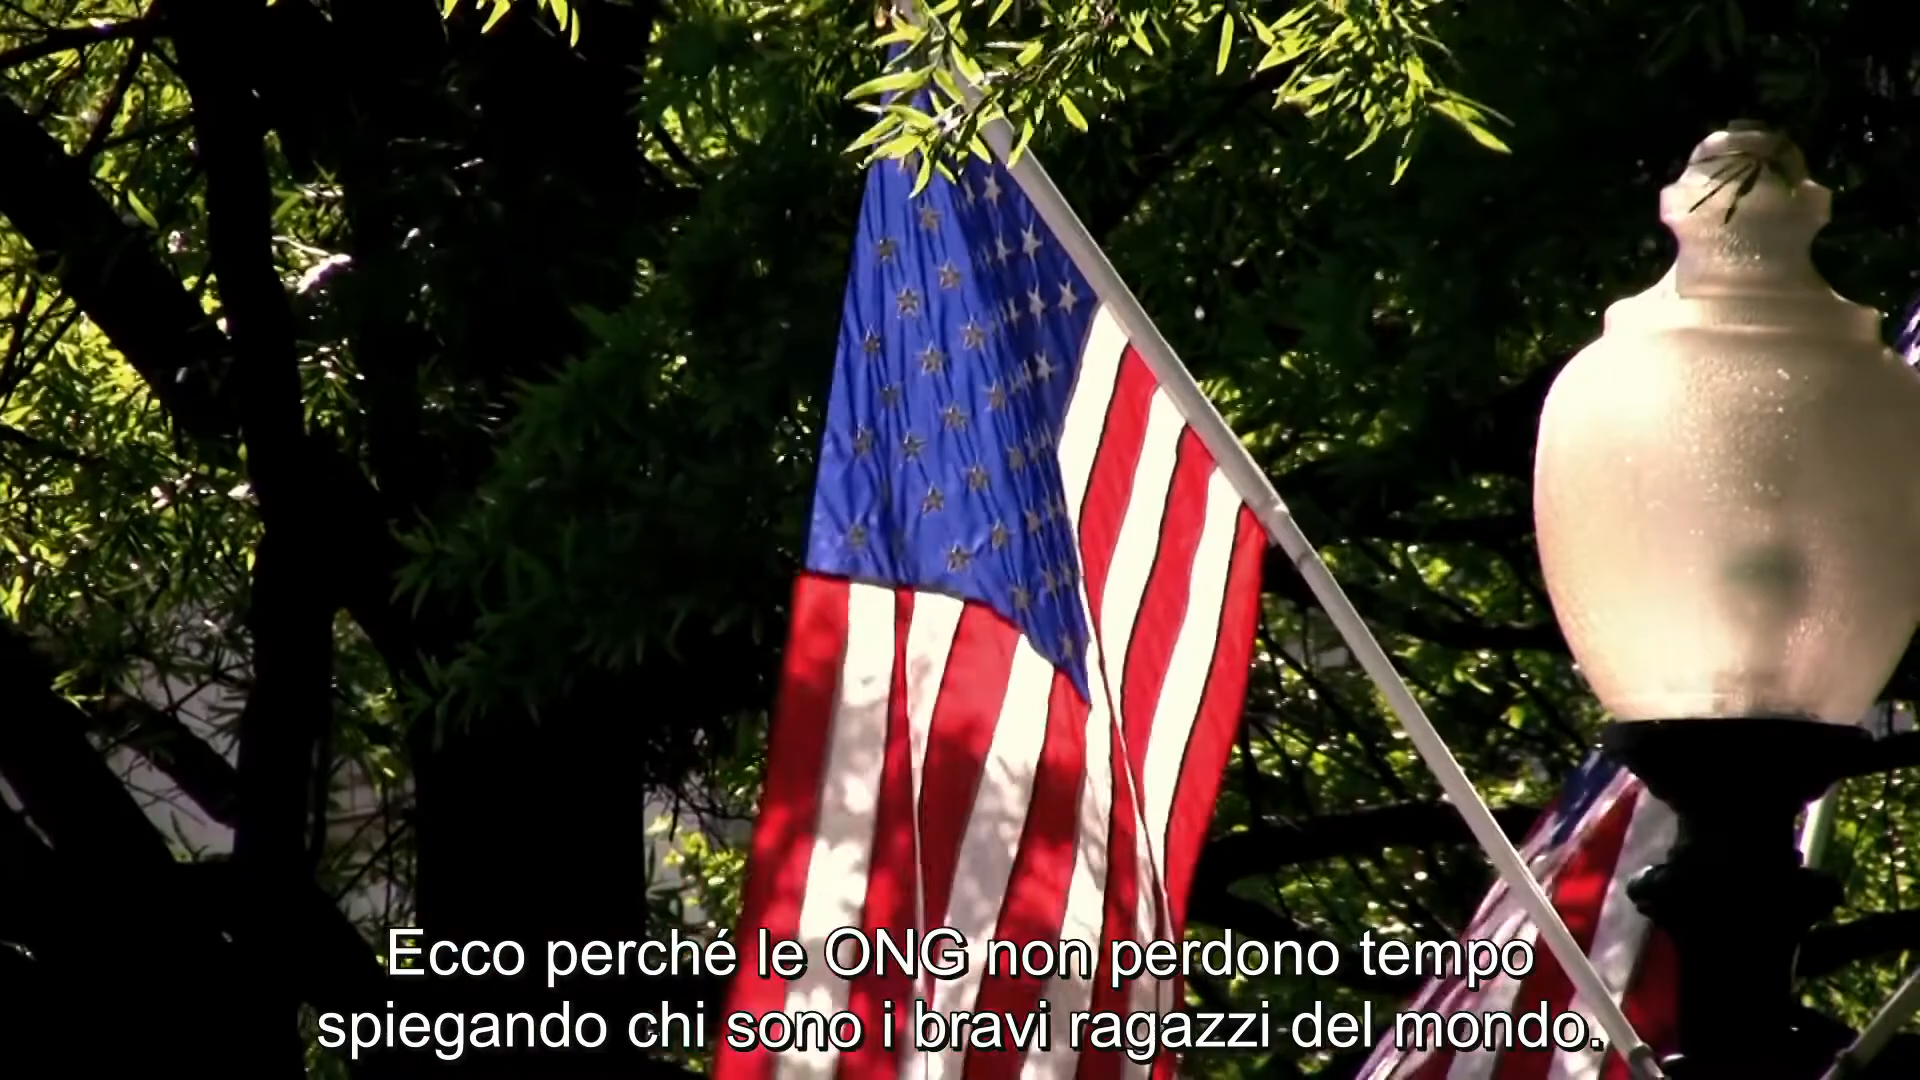 Ecco perché le ONG non perdono tempo
spiegando chi sono i bravi ragazzi del mondo.